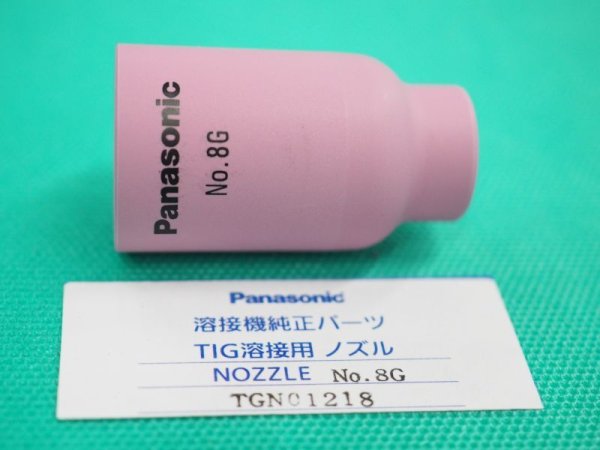 Panasonic
No.8G
Panasonic
溶接機純正パーツ
TIG溶接用 ノズル
NOZZLE No.8G
TGN01218